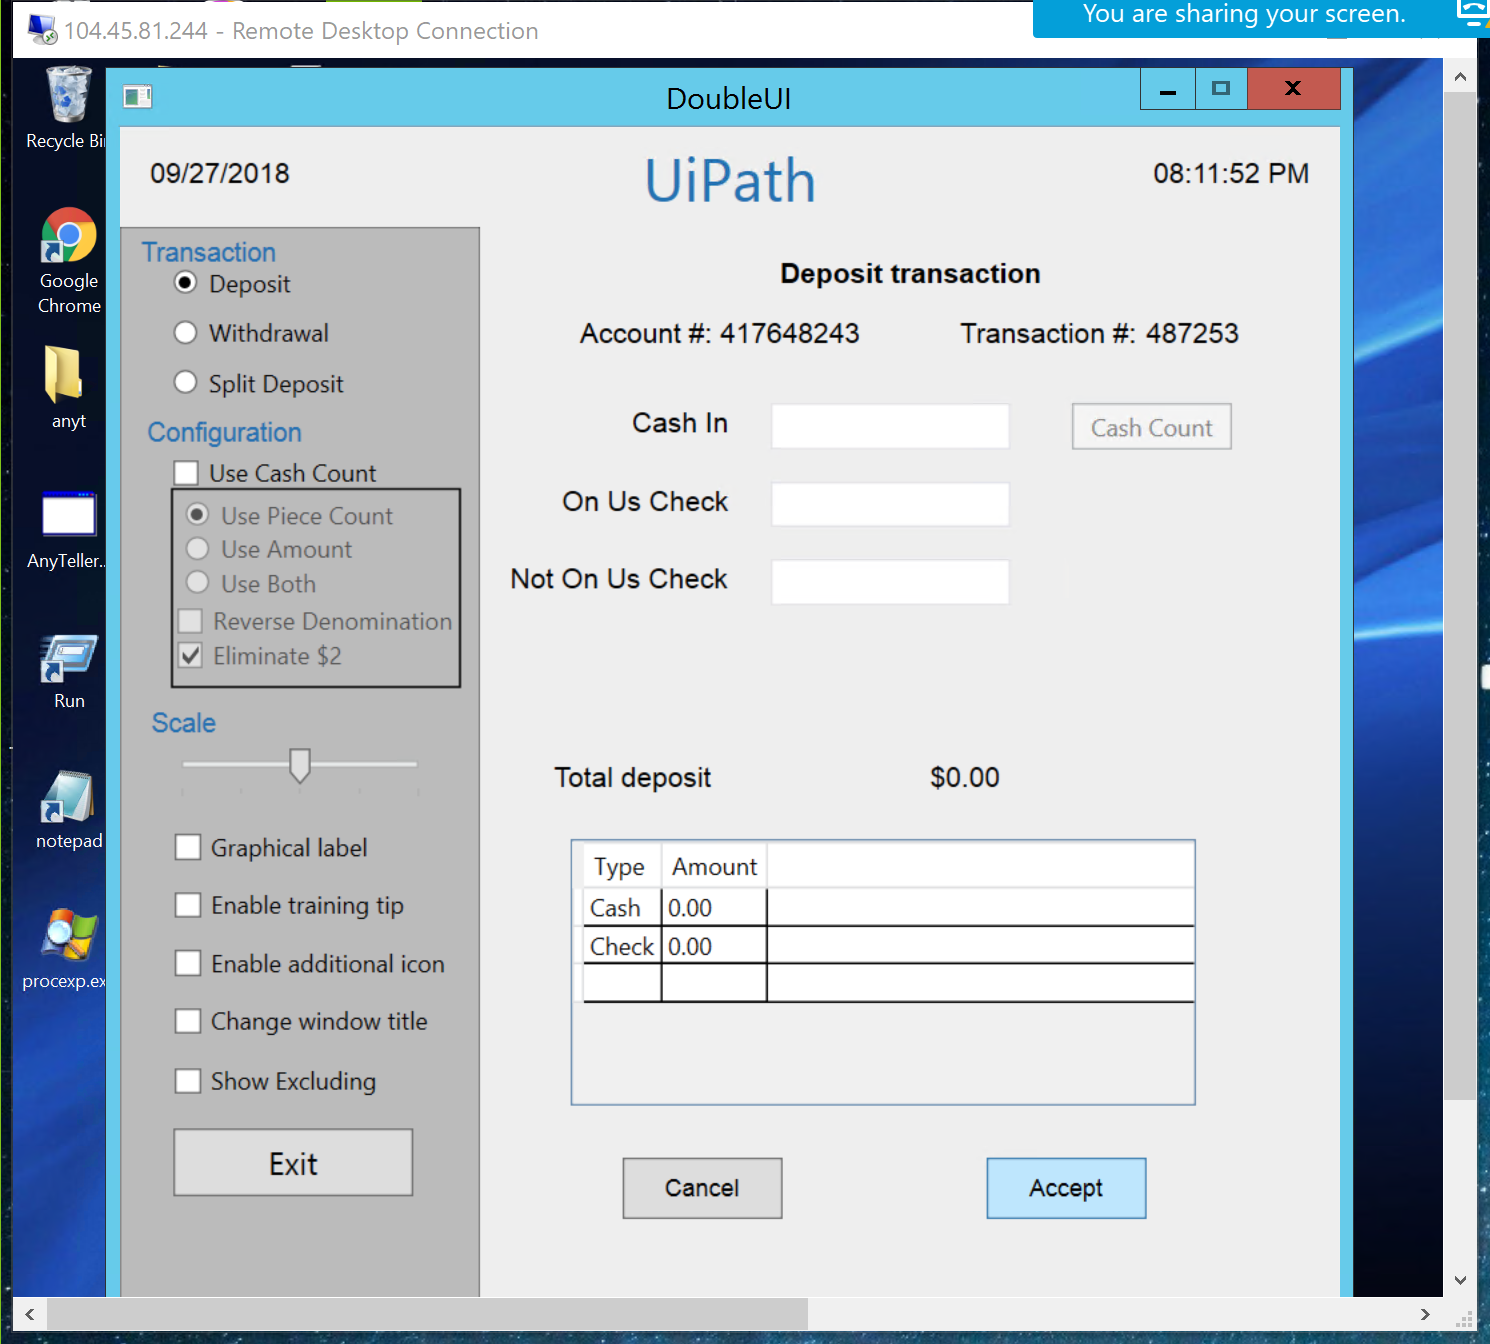 You are sharing your screen.
104.45.81.244 - Remote Desktop Connection
Recycle Bi
Google
Chrome
anyt
AnyTeller..
Run
notepad
procexp.ex
DoubleUI
09/27/2018
UiPath
08:11:52 PM
Transaction
Deposit
Withdrawal
Split Deposit
Configuration
Use Cash Count
Use Piece Count
Use Amount
Use Both
Reverse Denomination
Eliminate $2
Scale
Graphical label
Enable training tip
Enable additional icon
Change window title
Show Excluding
Exit
Deposit transaction
Account #: 417648243 Transaction #: 487253
Cash In Cash Count
On Us Check
Not On Us Check
Total deposit $0.00
Type Amount
Cash 0.00
Check 0.00
Cancel Accept